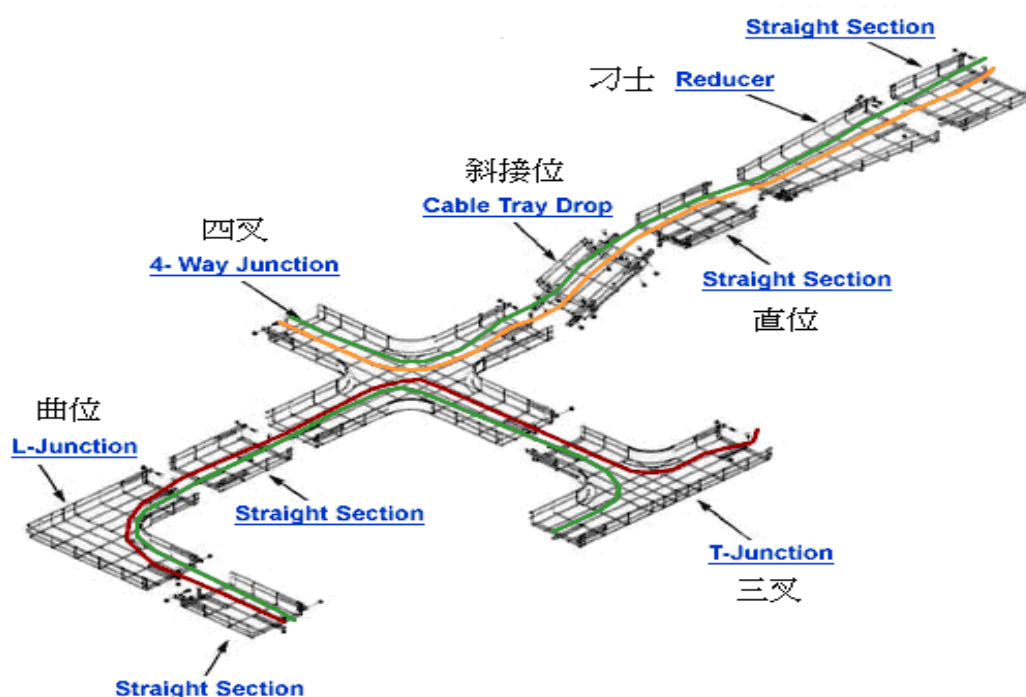 Straight Section
刁士 Reducer
斜接位
Cable Tray Drop
四叉
4- Way Junction
Straight Section
直位
曲位
L-Junction
Straight Section
T-Junction
三叉
Straight Section